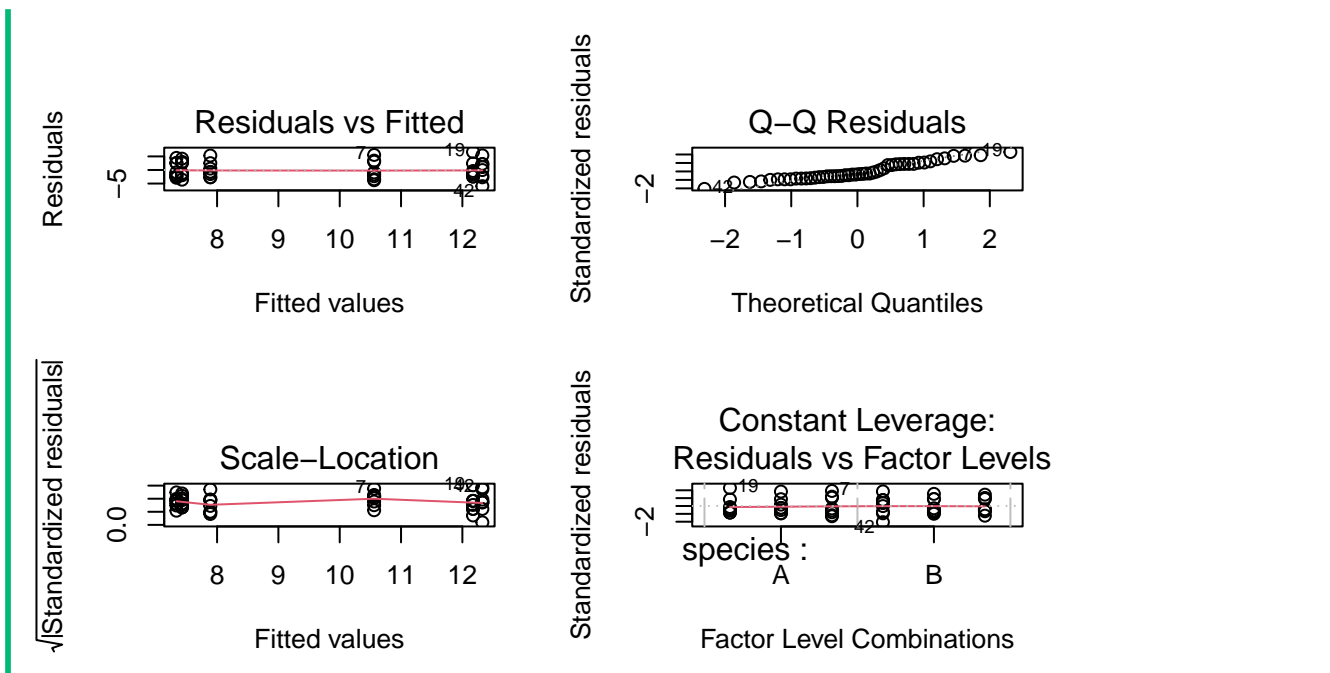 Residuals vs Fitted
Residuals
−5
7
19
42
8 9 10 11 12
Fitted values
Q−Q Residuals
Standardized residuals
−2
42
7
19
−2 −1 0 1 2
Theoretical Quantiles
Scale−Location
√|Standardized residuals|
0.0
7
19
42
8 9 10 11 12
Fitted values
Constant Leverage:
Residuals vs Factor Levels
Standardized residuals
−2
19
7
42
species :
A B
Factor Level Combinations